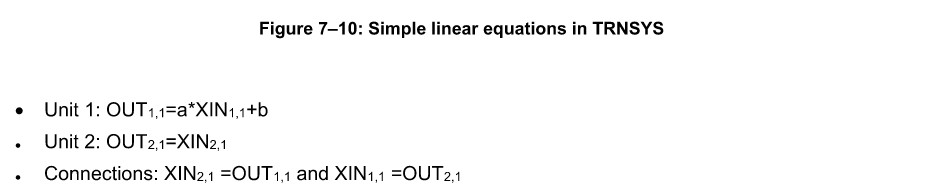 Figure 7–10: Simple linear equations in TRNSYS
• Unit 1: OUT1,1=a*XIN1,1+b
• Unit 2: OUT2,1=XIN2,1
• Connections: XIN2,1 =OUT1,1 and XIN1,1 =OUT2,1